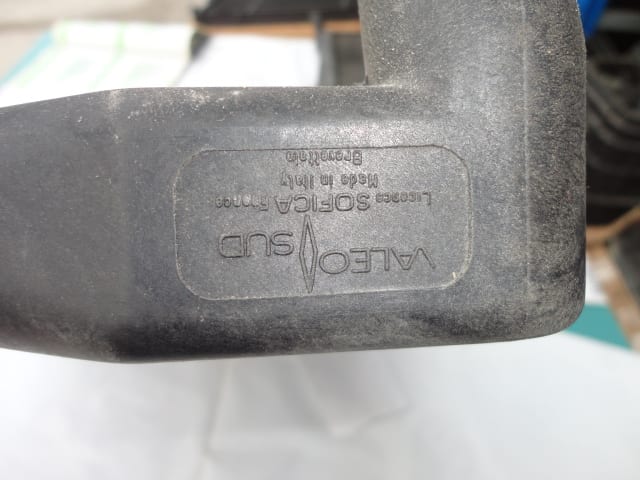 VALEO SUD
Licence SOFICA France
Made in Italy
Brevettato